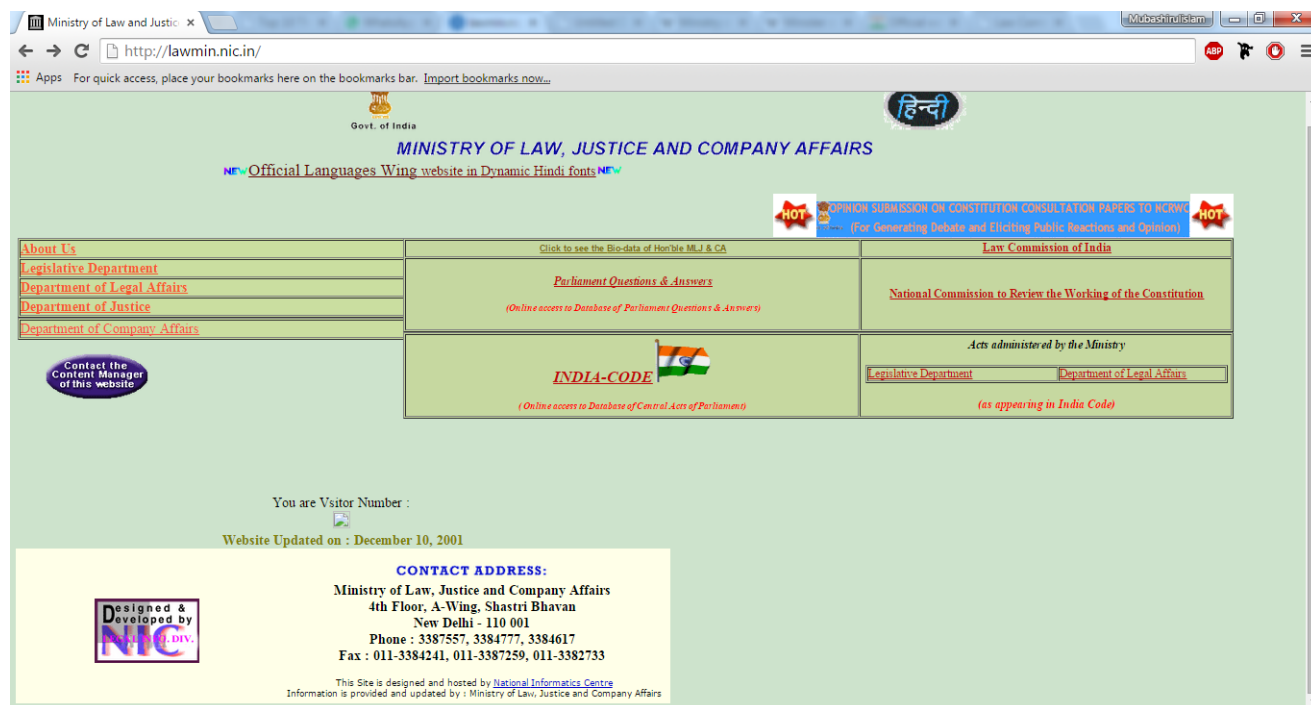 Ministry of Law and Justic
Mubashirulislam
http://lawmin.nic.in/
ABP
Apps For quick access, place your bookmarks here on the bookmarks bar. Import bookmarks now...
Govt. of India
हिन्दी
MINISTRY OF LAW, JUSTICE AND COMPANY AFFAIRS
NEW Official Languages Wing website in Dynamic Hindi fonts NEW
HOT OPINION SUBMISSION ON CONSTITUTION CONSULTATION PAPERS TO NCRWC HOT
(For Generating Debate and Eliciting Public Reactions and Opinion)
About Us
Legislative Department
Department of Legal Affairs
Department of Justice
Department of Company Affairs
Contact the
Content Manager
of this website
Click to see the Bio-data of Hon'ble MLJ & CA
Parliament Questions & Answers
(Online access to Database of Parliament Questions & Answers)
INDIA-CODE
( Online access to Database of Central Acts of Parliament)
Law Commission of India
National Commission to Review the Working of the Constitution
Acts administered by the Ministry
Legislative Department Department of Legal Affairs
(as appearing in India Code)
You are Vsitor Number :
Website Updated on : December 10, 2001
Designed &
Developed by
NIC
DIV.
CONTACT ADDRESS:
Ministry of Law, Justice and Company Affairs
4th Floor, A-Wing, Shastri Bhavan
New Delhi - 110 001
Phone : 3387557, 3384777, 3384617
Fax : 011-3384241, 011-3387259, 011-3382733
This Site is designed and hosted by National Informatics Centre
Information is provided and updated by : Ministry of Law, Justice and Company Affairs